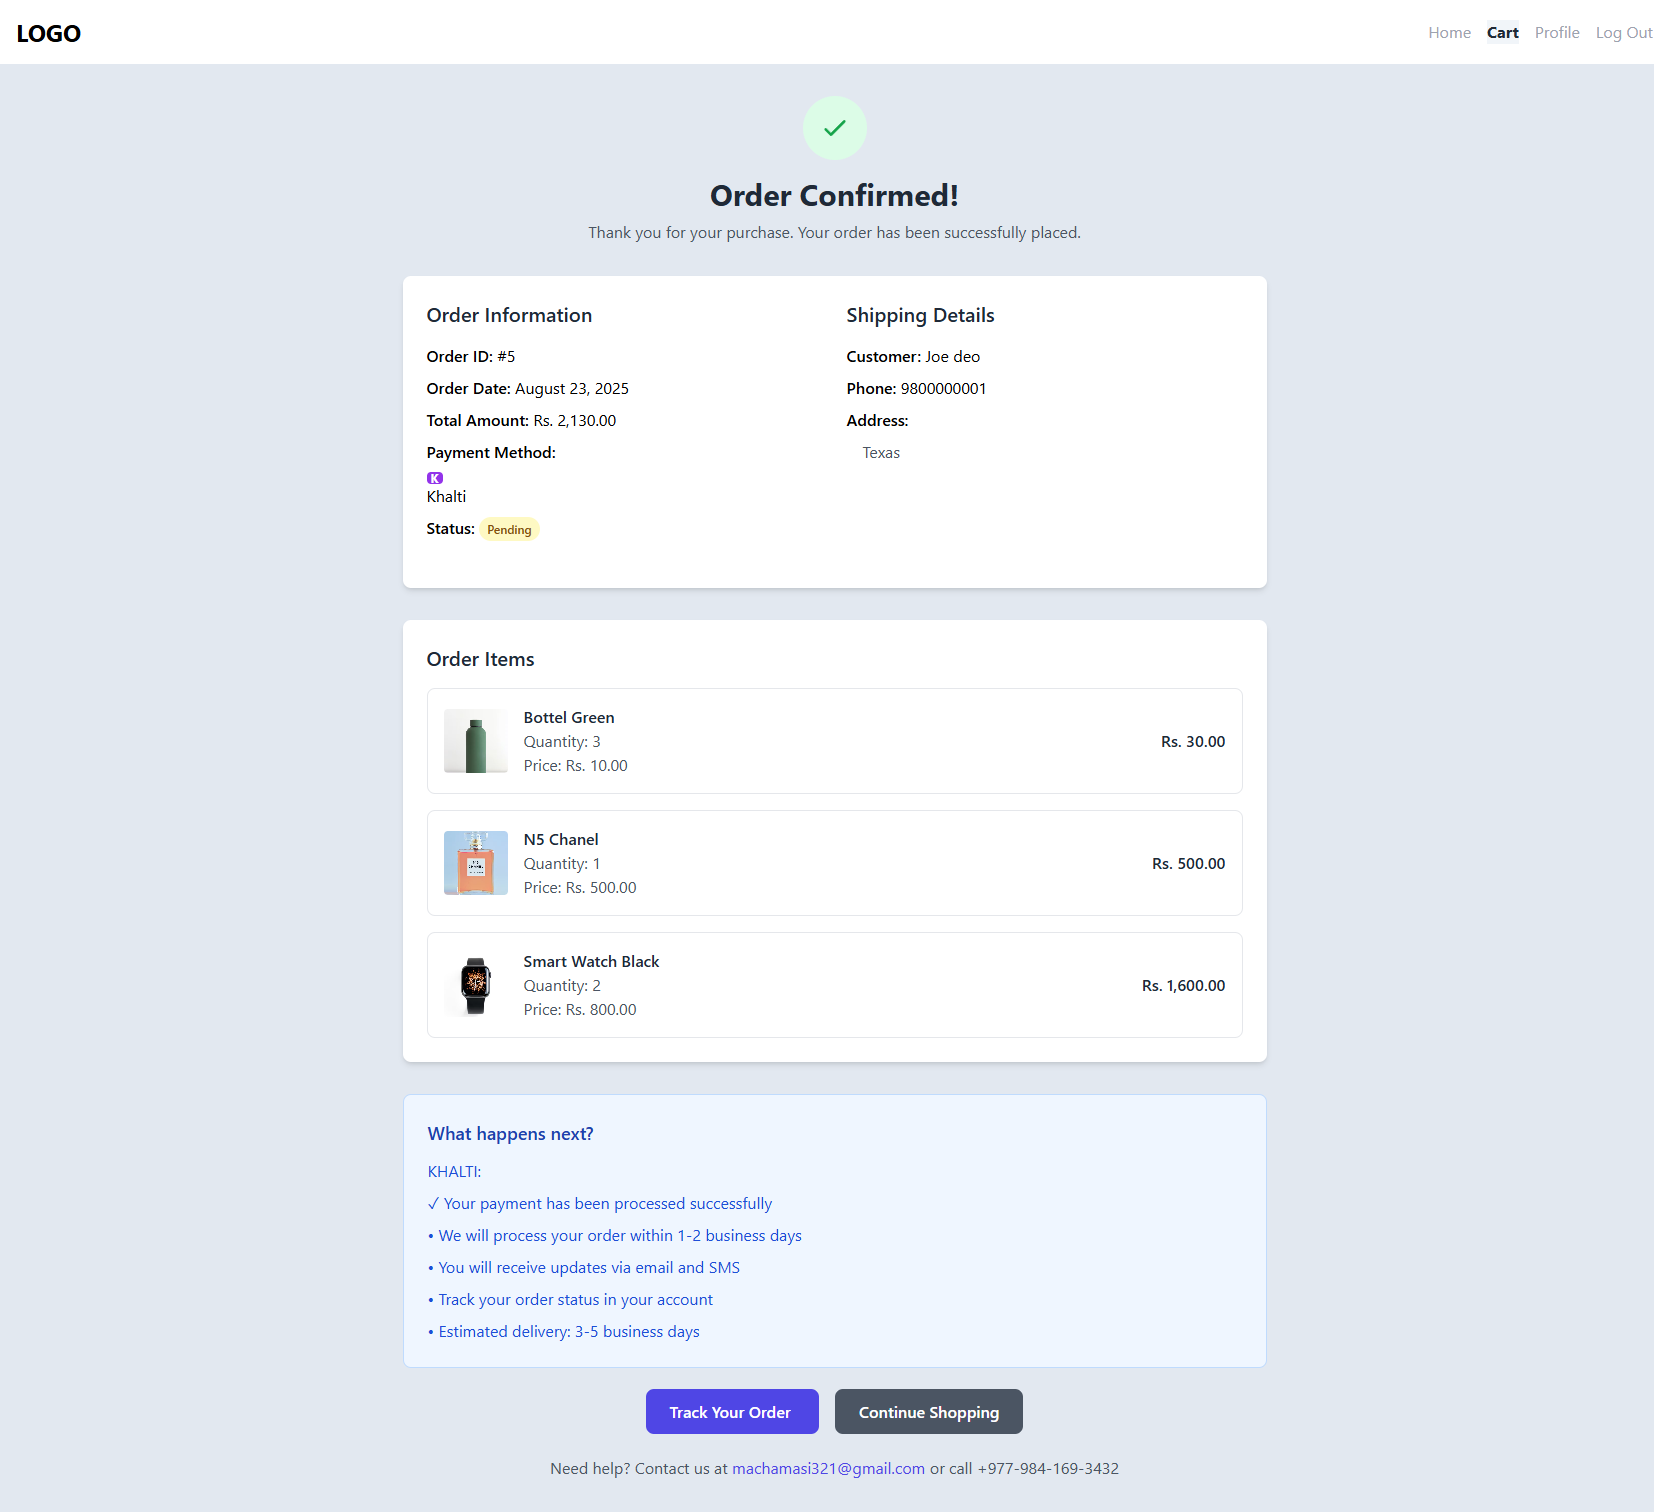 LOGO
Home Cart Profile Log Out
Order Confirmed!
Thank you for your purchase. Your order has been successfully placed.
Order Information
Order ID: #5
Order Date: August 23, 2025
Total Amount: Rs. 2,130.00
Payment Method:
K
Khalti
Status: Pending
Shipping Details
Customer: Joe deo
Phone: 9800000001
Address:
Texas
Order Items
Bottel Green
Quantity: 3
Price: Rs. 10.00
Rs. 30.00
N5 Chanel
Quantity: 1
Price: Rs. 500.00
Rs. 500.00
Smart Watch Black
Quantity: 2
Price: Rs. 800.00
Rs. 1,600.00
What happens next?
KHALTI:
✓ Your payment has been processed successfully
• We will process your order within 1-2 business days
• You will receive updates via email and SMS
• Track your order status in your account
• Estimated delivery: 3-5 business days
Track Your Order
Continue Shopping
Need help? Contact us at machamasi321@gmail.com or call +977-984-169-3432